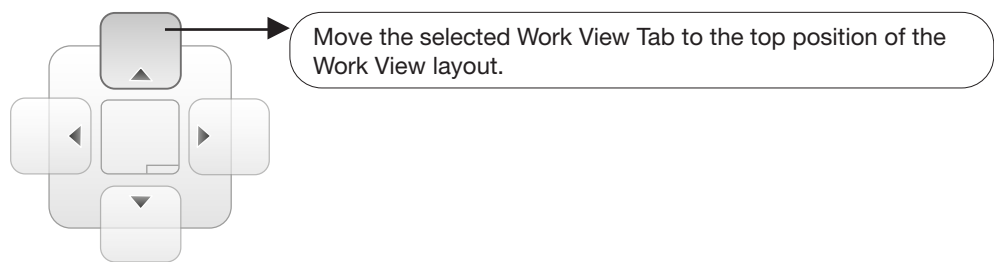 Move the selected Work View Tab to the top position of the
Work View layout.